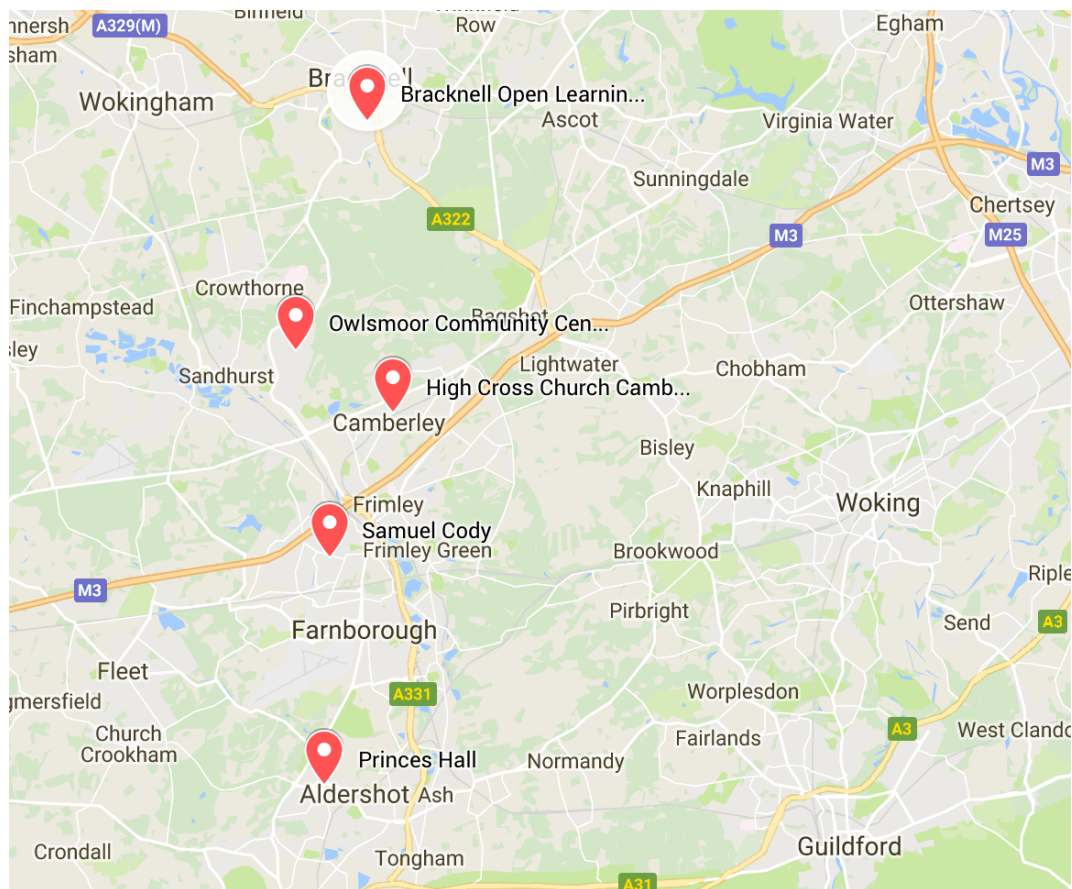 Binfield
Row
Egham
nnersh
A329(M)
sham
Wokingham
Bracknell Open Learnin...
Ascot
Virginia Water
M3
Sunningdale
Chertsey
A322
M3
M25
Crowthorne
Finchampstead
Ottershaw
Bagshot
Owlsmoor Community Cen...
sley
Lightwater
Chobham
Sandhurst
High Cross Church Camb...
Camberley
Bisley
Knaphill
Woking
Frimley
Samuel Cody
Frimley Green
Brookwood
Riple
M3
Pirbright
Send
A3
Farnborough
Fleet
A331
Worplesdon
gmersfield
Church
Crookham
Fairlands
A3
West Clando
Princes Hall
Normandy
Aldershot
Ash
Crondall
Tongham
Guildford
A31